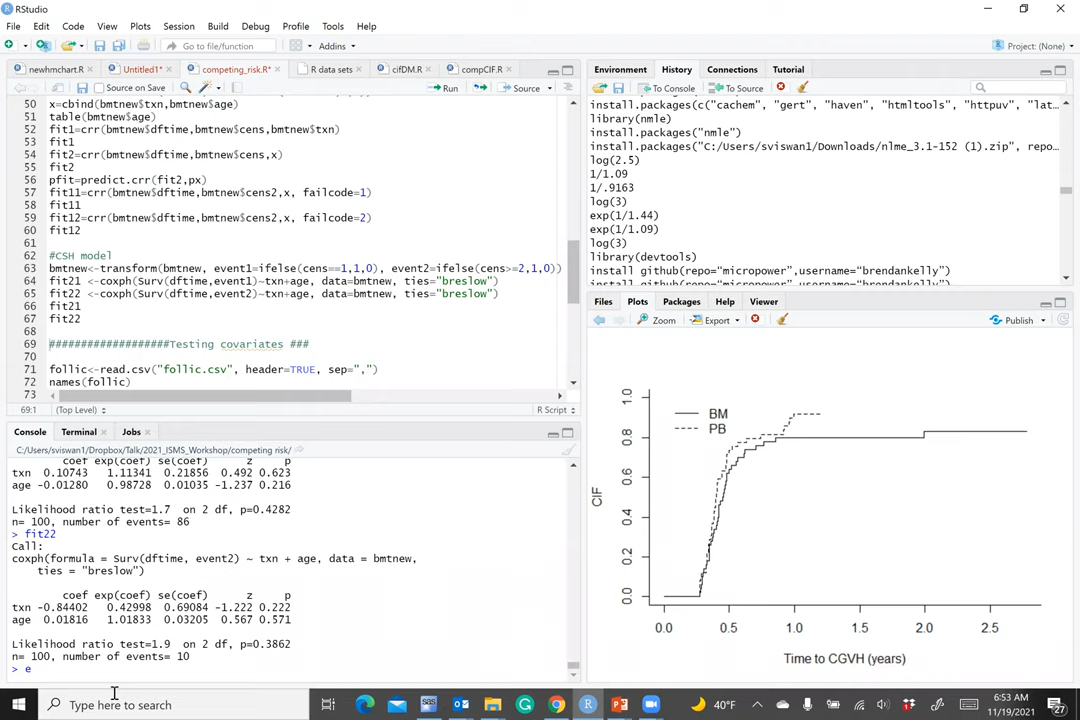 RStudio
File Edit Code View Plots Session Build Debug Profile Tools Help
Go to file/function Addins Project: (None)
newhmchart.R Untitled1* competing_risk.R* R data sets cifDM.R compCIF.R
Source on Save Run Source
50 x=cbind(bmtnew$txn,bmtnew$age)
51 table(bmtnew$age)
52 fit1=crr(bmtnew$dftime,bmtnew$cens,bmtnew$txn)
53 fit1
54 fit2=crr(bmtnew$dftime,bmtnew$cens,x)
55 fit2
56 pfit=predict.crr(fit2,px)
57 fit11=crr(bmtnew$dftime,bmtnew$cens2,x, failcode=1)
58 fit11
59 fit12=crr(bmtnew$dftime,bmtnew$cens2,x, failcode=2)
60 fit12
61
62 #CSH model
63 bmtnew<-transform(bmtnew, event1=ifelse(cens==1,1,0), event2=ifelse(cens>=2,1,0))
64 fit21 <-coxph(Surv(dftime,event1)~txn+age, data=bmtnew, ties="breslow")
65 fit22 <-coxph(Surv(dftime,event2)~txn+age, data=bmtnew, ties="breslow")
66 fit21
67 fit22
68
69 ###################Testing covariates ###
70
71 follic<-read.csv("follic.csv", header=TRUE, sep=",")
72 names(follic)
73
69:1 (Top Level) R Script
Console Terminal Jobs
C:/Users/sviswan1/Dropbox/Talk/2021_ISMS_Workshop/competing risk/
coef exp(coef) se(coef) z p
txn 0.10743 1.11341 0.21856 0.492 0.623
age -0.01280 0.98728 0.01035 -1.237 0.216
Likelihood ratio test=1.7 on 2 df, p=0.4282
n= 100, number of events= 86
> fit22
Call:
coxph(formula = Surv(dftime, event2) ~ txn + age, data = bmtnew,
ties = "breslow")
coef exp(coef) se(coef) z p
txn -0.84402 0.42998 0.69084 -1.222 0.222
age 0.01816 1.01833 0.03205 0.567 0.571
Likelihood ratio test=1.9 on 2 df, p=0.3862
n= 100, number of events= 10
> e
Environment History Connections Tutorial
To Console To Source
install.packages(c("cachem", "gert", "haven", "htmltools", "httpuv", "lat…
library(nmle)
install.packages("nmle")
install.packages("C:/Users/sviswan1/Downloads/nlme_3.1-152 (1).zip", repo…
log(2.5)
1/1.09
1/.9163
log(3)
exp(1/1.44)
exp(1/1.09)
log(3)
library(devtools)
install github(repo="micropower",username="brendankelly")
Files Plots Packages Help Viewer
Zoom Export Publish
CIF
1.0
0.8
0.6
0.4
0.2
0.0
BM
PB
0.0 0.5 1.0 1.5 2.0 2.5
Time to CGVH (years)
Type here to search
40°F
6:53 AM
11/19/2021
27